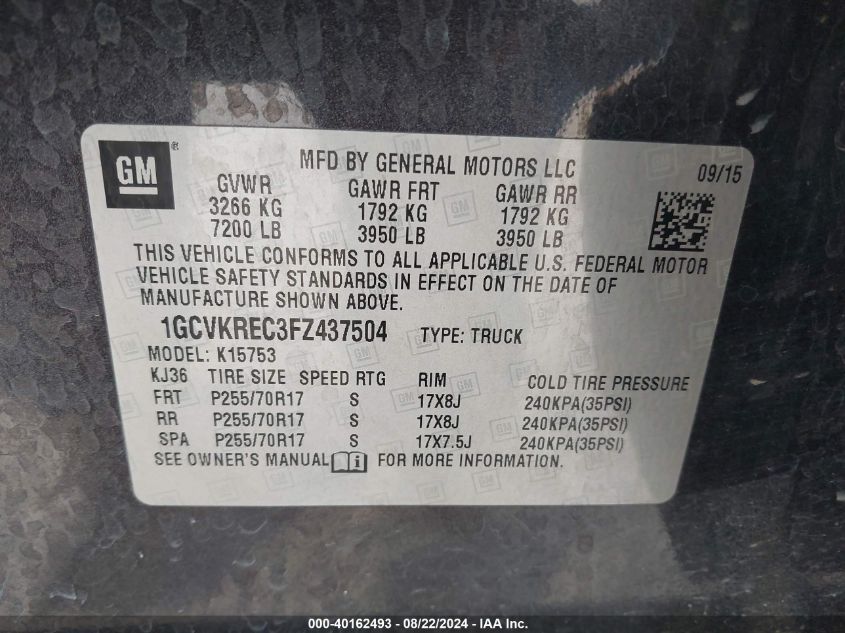 GM®
MFD BY GENERAL MOTORS LLC
09/15
GVWR GAWR FRT GAWR RR
3266 KG 1792 KG 1792 KG
7200 LB 3950 LB 3950 LB
THIS VEHICLE CONFORMS TO ALL APPLICABLE U.S. FEDERAL MOTOR
VEHICLE SAFETY STANDARDS IN EFFECT ON THE DATE OF
MANUFACTURE SHOWN ABOVE.
1GCVKREC3FZ437504 TYPE: TRUCK
MODEL: K15753
KJ36 TIRE SIZE SPEED RTG RIM COLD TIRE PRESSURE
FRT P255/70R17 S 17X8J 240KPA(35PSI)
RR P255/70R17 S 17X8J 240KPA(35PSI)
SPA P255/70R17 S 17X7.5J 240KPA(35PSI)
SEE OWNER'S MANUAL i FOR MORE INFORMATION.
000-40162493 - 08/22/2024 - IAA Inc.